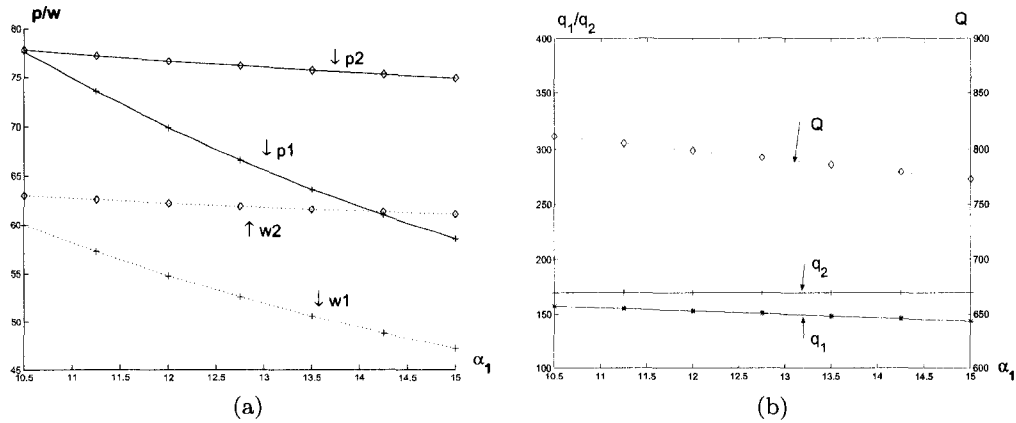 p/w
80
75
70
65
60
55
50
45
↓ p2
↓ p1
↑ w2
↓ w1
10.5 11 11.5 12 12.5 13 13.5 14 14.5 15
α₁
(a)
q₁/q₂
Q
400
350
300
250
200
150
100
900
850
800
750
700
650
600
Q
q₂
q₁
10.5 11 11.5 12 12.5 13 13.5 14 14.5 15
α₁
(b)